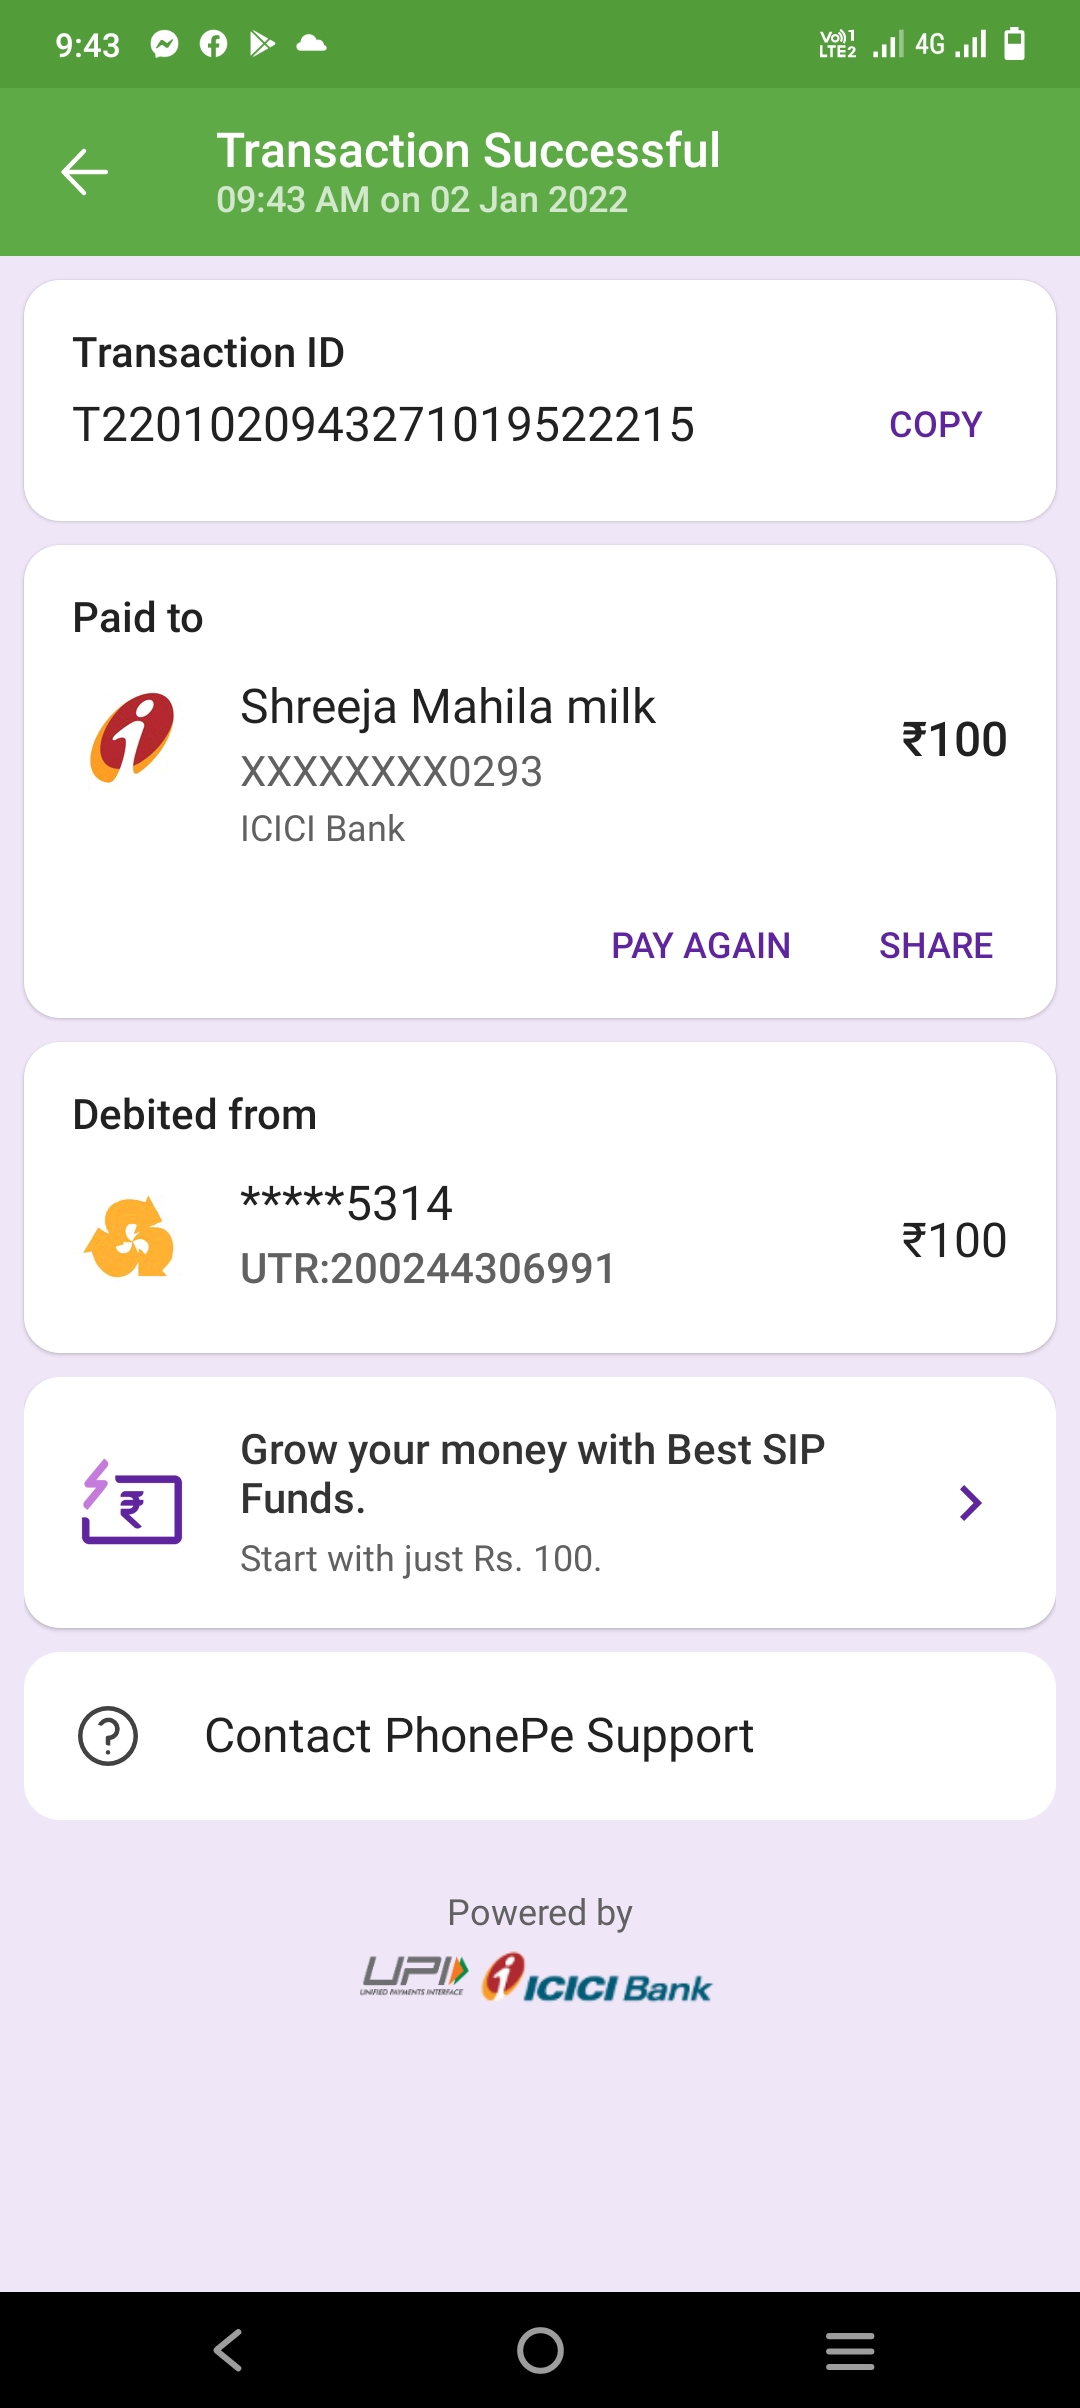 9:43
Vo))1 LTE2 4G
Transaction Successful
09:43 AM on 02 Jan 2022
Transaction ID
T2201020943271019522215 COPY
Paid to
Shreeja Mahila milk
XXXXXXXX0293
₹100
ICICI Bank
PAY AGAIN SHARE
Debited from
*****5314
UTR:200244306991
₹100
Grow your money with Best SIP
Funds.
Start with just Rs. 100.
Contact PhonePe Support
Powered by
UPI ICICI Bank
UNIFIED PAYMENTS INTERFACE